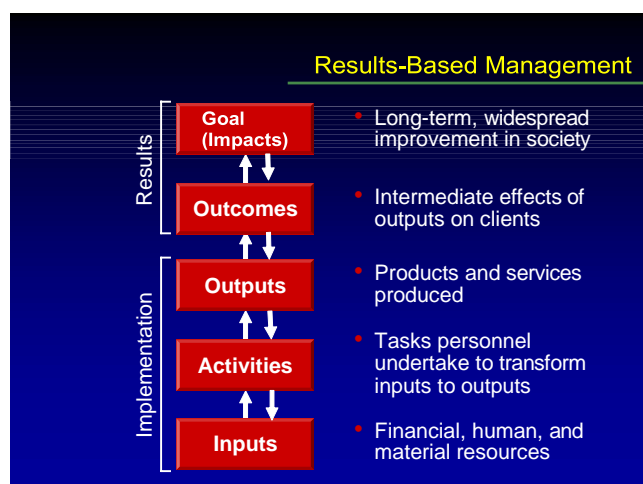 Results-Based Management
Results
Goal
(Impacts)
• Long-term, widespread
improvement in society
Outcomes
• Intermediate effects of
outputs on clients
Implementation
Outputs
• Products and services
produced
Activities
• Tasks personnel
undertake to transform
inputs to outputs
Inputs
• Financial, human, and
material resources